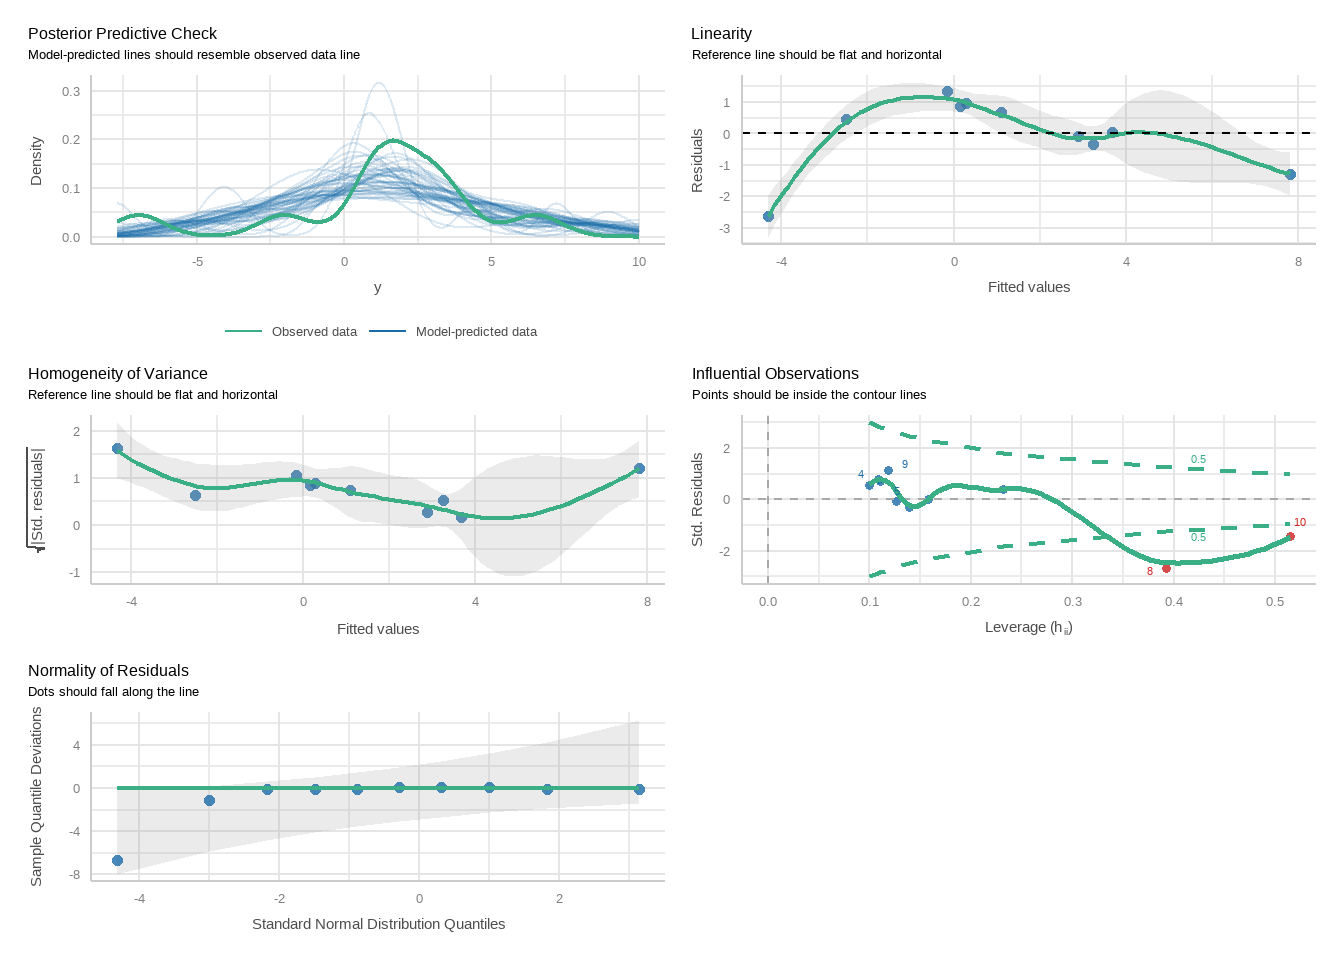 Posterior Predictive Check
Model-predicted lines should resemble observed data line
Density
0.3
0.2
0.1
0.0
-5
0
5
10
y
Observed data
Model-predicted data
Linearity
Reference line should be flat and horizontal
Residuals
1
0
-1
-2
-3
-4
0
4
8
Fitted values
Homogeneity of Variance
Reference line should be flat and horizontal
√|Std. residuals|
2
1
0
-1
-4
0
4
8
Fitted values
Influential Observations
Points should be inside the contour lines
Std. Residuals
2
0
-2
4
9
0.5
0.5
10
8
0.0
0.1
0.2
0.3
0.4
0.5
Leverage (hii)
Normality of Residuals
Dots should fall along the line
Sample Quantile Deviations
4
0
-4
-8
-4
-2
0
2
Standard Normal Distribution Quantiles